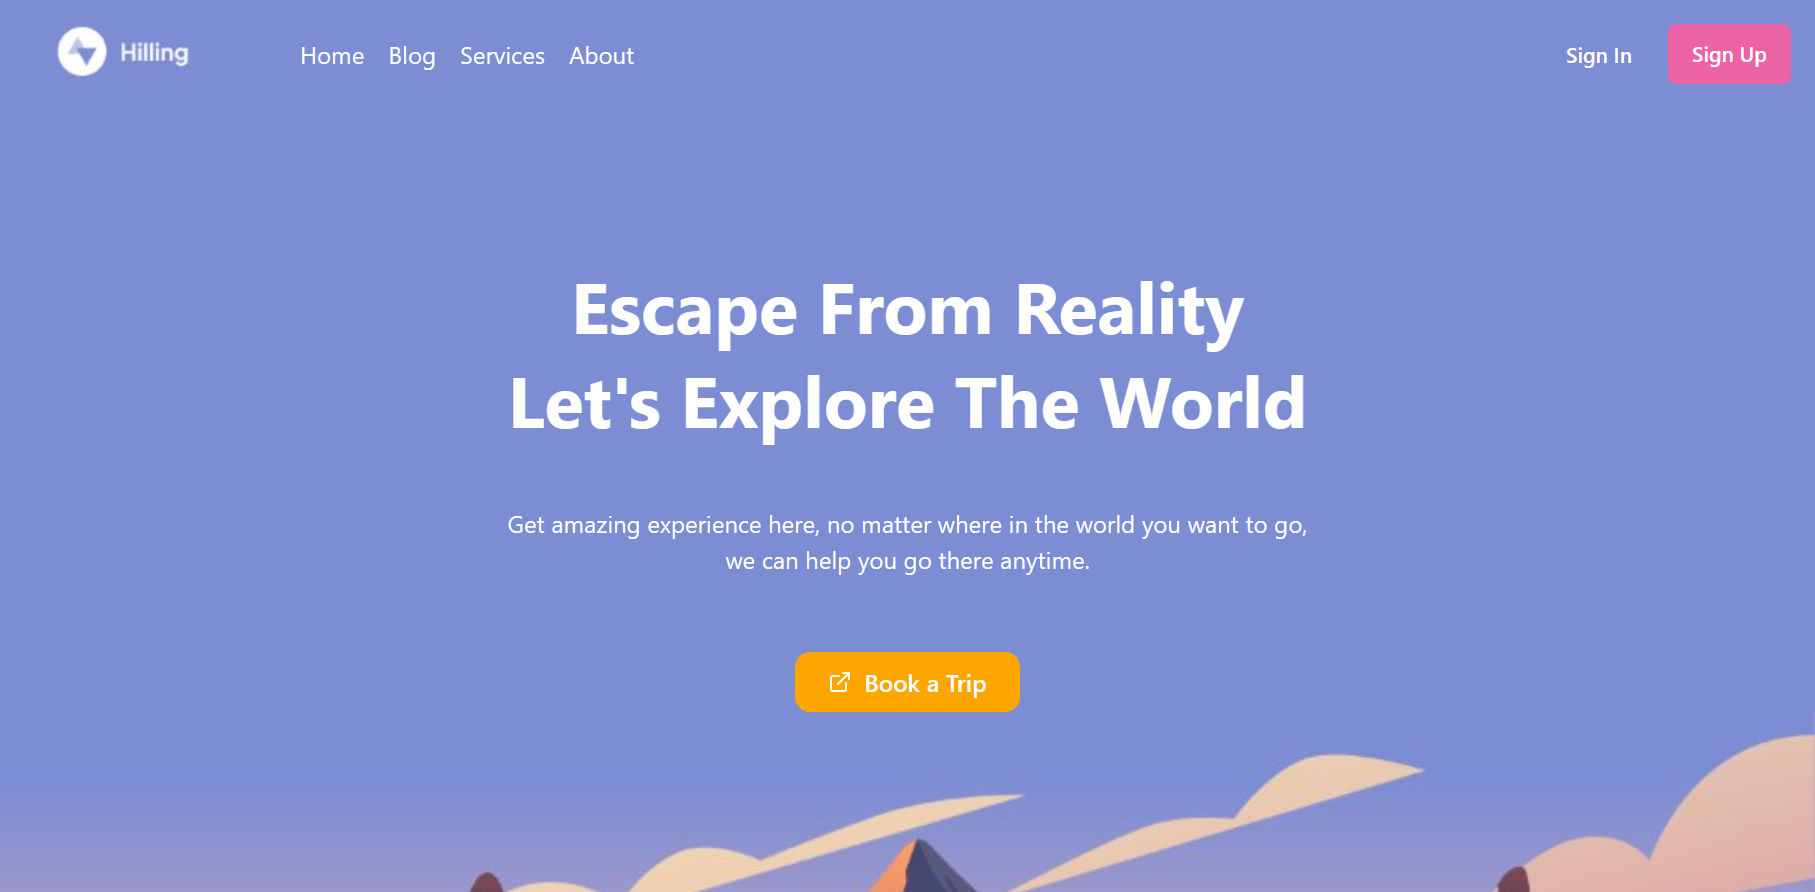 Hilling
Home Blog Services About
Sign In
Sign Up
Escape From Reality
Let's Explore The World
Get amazing experience here, no matter where in the world you want to go,
we can help you go there anytime.
Book a Trip